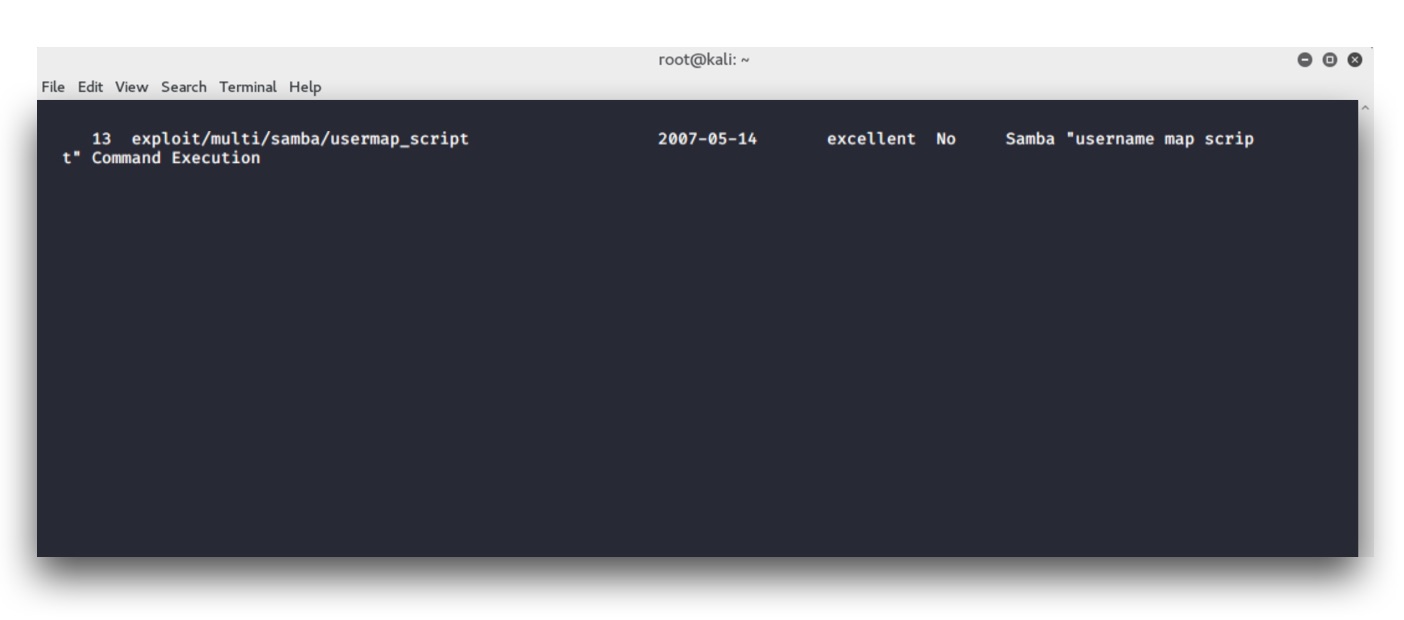 root@kali: ~
File Edit View Search Terminal Help
13 exploit/multi/samba/usermap_script 2007-05-14 excellent No Samba "username map scrip
t" Command Execution